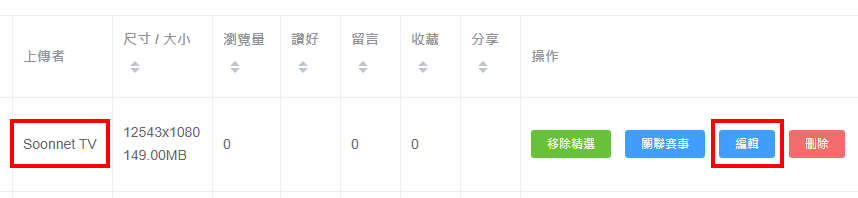 上傳者 尺寸 / 大小 瀏覽量 讚好 留言 收藏 分享 操作
Soonnet TV 12543x1080 0 0 0 移除精選 關聯賽事 編輯 刪除
149.00MB